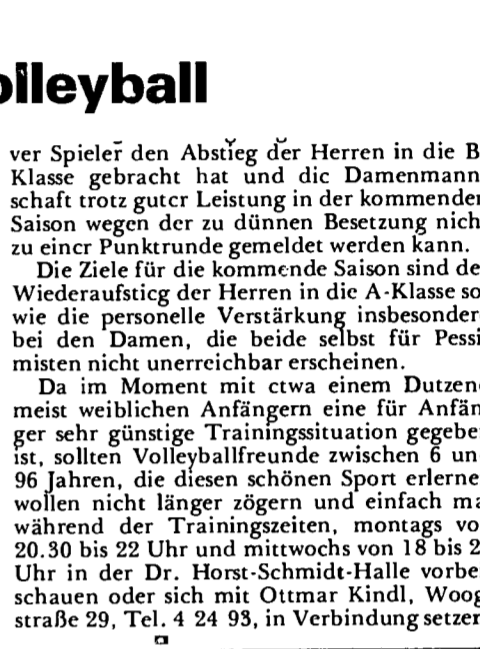 olleyball
ver Spieler den Abstieg der Herren in die B
Klasse gebracht hat und die Damenmann
schaft trotz guter Leistung in der kommender
Saison wegen der zu dünnen Besetzung nich
zu einer Punktrunde gemeldet werden kann.
Die Ziele für die kommende Saison sind de
Wiederaufstieg der Herren in die A-Klasse so
wie die personelle Verstärkung insbesonder
bei den Damen, die beide selbst für Pessi
misten nicht unerreichbar erscheinen.
Da im Moment mit etwa einem Dutzen
meist weiblichen Anfängern eine für Anfän
ger sehr günstige Trainingssituation gegebe
ist, sollten Volleyballfreunde zwischen 6 un
96 Jahren, die diesen schönen Sport erlerne
wollen nicht länger zögern und einfach ma
während der Trainingszeiten, montags vo
20.30 bis 22 Uhr und mittwochs von 18 bis 2
Uhr in der Dr. Horst-Schmidt-Halle vorbe
schauen oder sich mit Ottmar Kindl, Woog
straße 29, Tel. 4 24 93, in Verbindung setzer